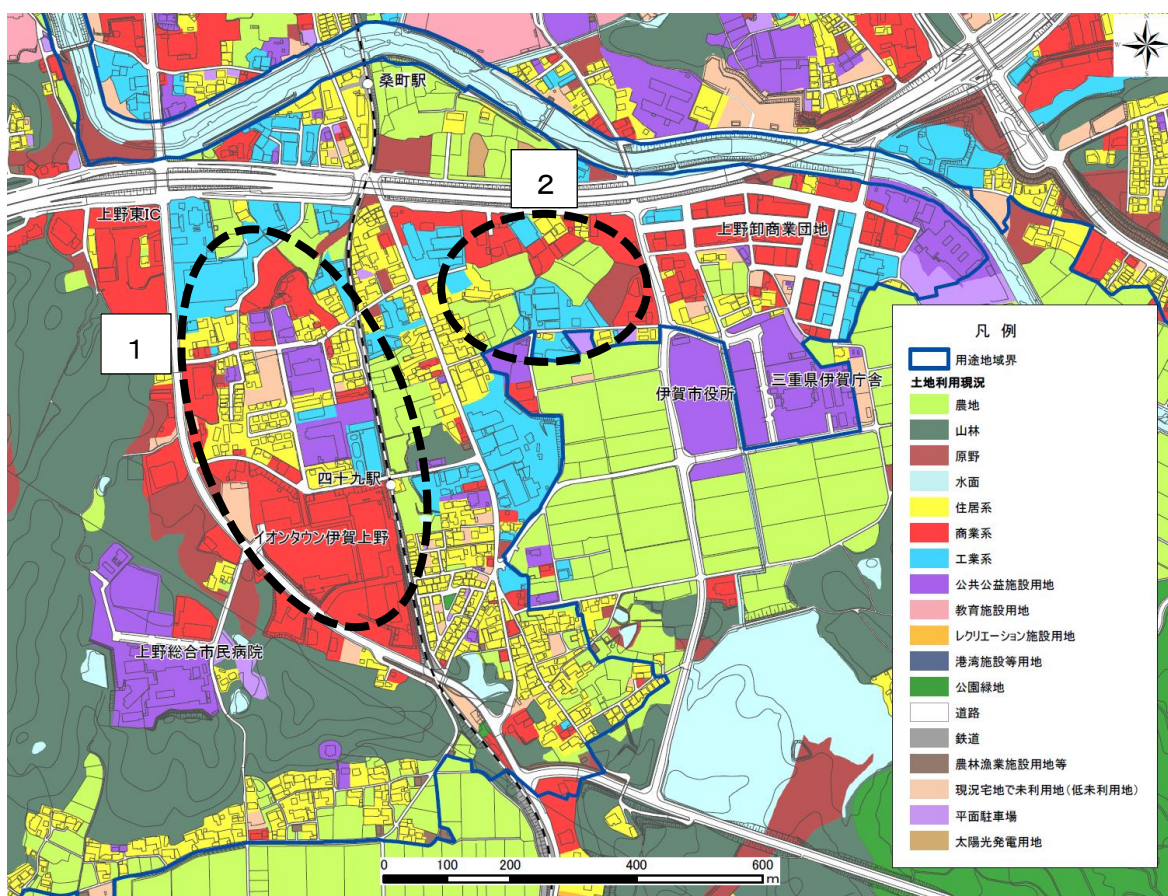 N
W
E
S
桑町駅
2
上野東IC
上野卸商業団地
1
伊賀市役所
三重県伊賀庁舎
四十九駅
イオンタウン伊賀上野
上野総合市民病院
凡 例
用途地域界
土地利用現況
農地
山林
原野
水面
住居系
商業系
工業系
公共公益施設用地
教育施設用地
レクリエーション施設用地
港湾施設等用地
公園緑地
道路
鉄道
農林漁業施設用地等
現況宅地で未利用地(低未利用地)
平面駐車場
太陽光発電用地
0 100 200 400 600
m